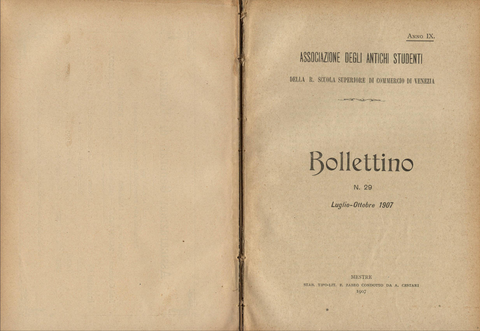 ANNO IX.
ASSOCIAZIONE DEGLI ANTICHI STUDENTI
DELLA R. SCUOLA SUPERIORE DI COMMERCIO DI VENEZIA
Bollettino
N. 29
Luglio-Ottobre 1907
MESTRE
A.
1907